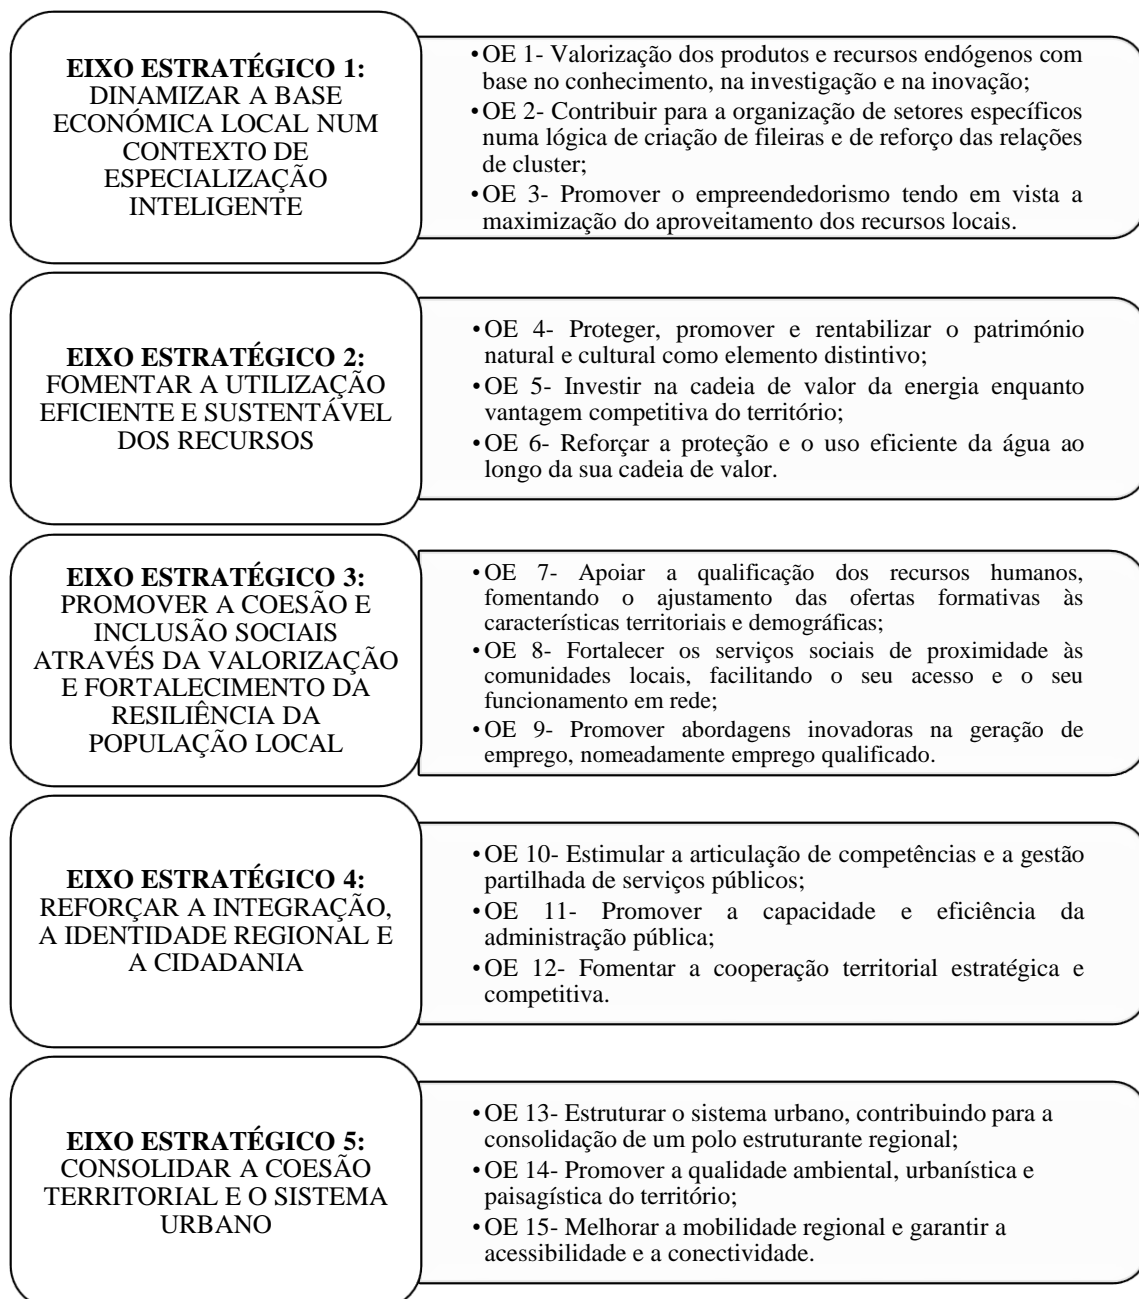 EIXO ESTRATÉGICO 1:
DINAMIZAR A BASE
ECONÓMICA LOCAL NUM
CONTEXTO DE
ESPECIALIZAÇÃO
INTELIGENTE
•OE 1- Valorização dos produtos e recursos endógenos com
base no conhecimento, na investigação e na inovação;
•OE 2- Contribuir para a organização de setores específicos
numa lógica de criação de fileiras e de reforço das relações
de cluster;
•OE 3- Promover o empreendedorismo tendo em vista a
maximização do aproveitamento dos recursos locais.
EIXO ESTRATÉGICO 2:
FOMENTAR A UTILIZAÇÃO
EFICIENTE E SUSTENTÁVEL
DOS RECURSOS
•OE 4- Proteger, promover e rentabilizar o património
natural e cultural como elemento distintivo;
•OE 5- Investir na cadeia de valor da energia enquanto
vantagem competitiva do território;
•OE 6- Reforçar a proteção e o uso eficiente da água ao
longo da sua cadeia de valor.
EIXO ESTRATÉGICO 3:
PROMOVER A COESÃO E
INCLUSÃO SOCIAIS
ATRAVÉS DA VALORIZAÇÃO
E FORTALECIMENTO DA
RESILIÊNCIA DA
POPULAÇÃO LOCAL
•OE 7- Apoiar a qualificação dos recursos humanos,
fomentando o ajustamento das ofertas formativas às
características territoriais e demográficas;
•OE 8- Fortalecer os serviços sociais de proximidade às
comunidades locais, facilitando o seu acesso e o seu
funcionamento em rede;
•OE 9- Promover abordagens inovadoras na geração de
emprego, nomeadamente emprego qualificado.
EIXO ESTRATÉGICO 4:
REFORÇAR A INTEGRAÇÃO,
A IDENTIDADE REGIONAL E
A CIDADANIA
•OE 10- Estimular a articulação de competências e a gestão
partilhada de serviços públicos;
•OE 11- Promover a capacidade e eficiência da
administração pública;
•OE 12- Fomentar a cooperação territorial estratégica e
competitiva.
EIXO ESTRATÉGICO 5:
CONSOLIDAR A COESÃO
TERRITORIAL E O SISTEMA
URBANO
•OE 13- Estruturar o sistema urbano, contribuindo para a
consolidação de um polo estruturante regional;
•OE 14- Promover a qualidade ambiental, urbanística e
paisagística do território;
•OE 15- Melhorar a mobilidade regional e garantir a
acessibilidade e a conectividade.